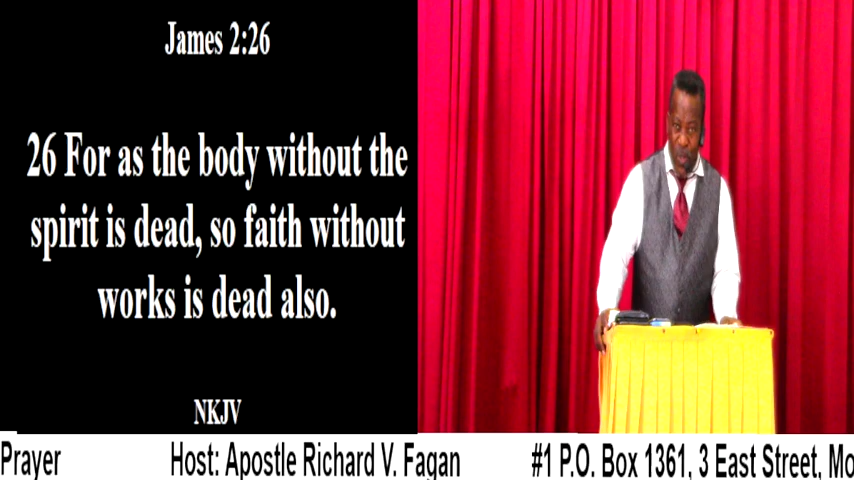 James 2:26
26 For as the body without the
spirit is dead, so faith without
works is dead also.
NKJV
Prayer Host: Apostle Richard V. Fagan #1 P.O. Box 1361, 3 East Street, Mo